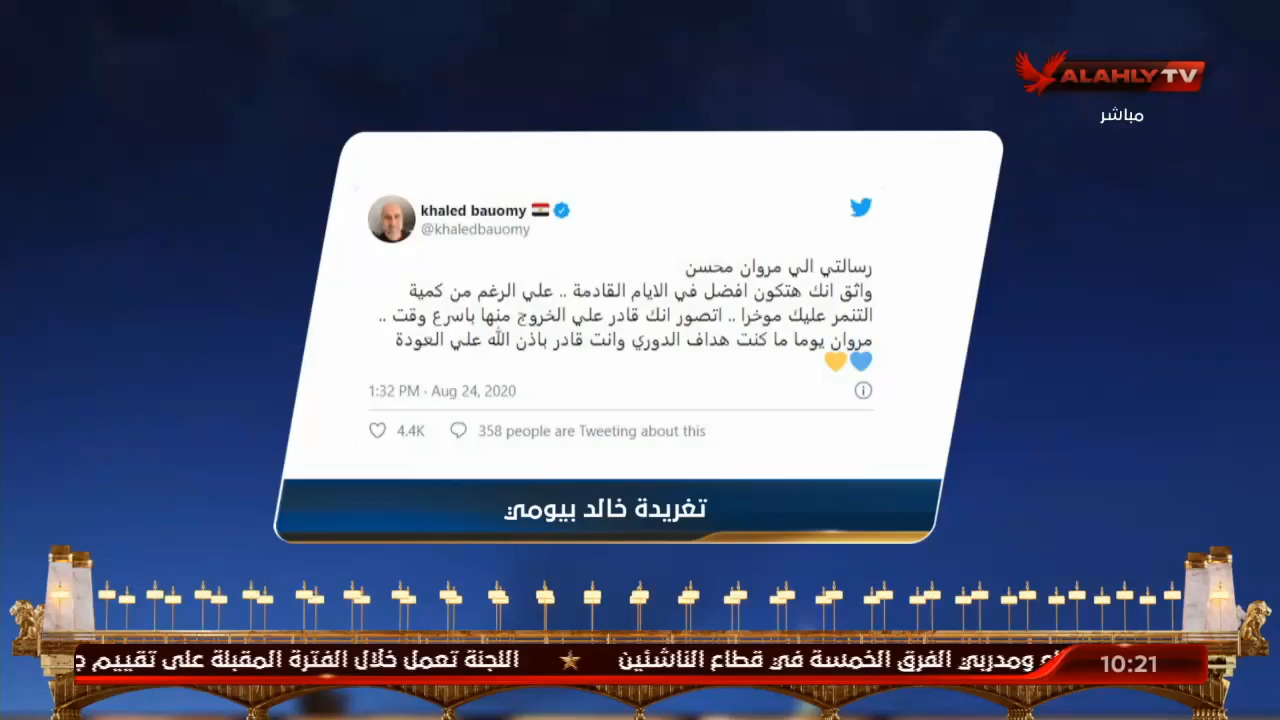 ALAHLY TV
مباشر
khaled bauomy
@khaledbauomy
رسالتي الي مروان محسن
واثق انك هتكون افضل في الايام القادمة .. علي الرغم من كمية
التنمر عليك موخرا .. اتصور انك قادر علي الخروج منها باسرع وقت ..
مروان يوما ما كنت هداف الدوري وانت قادر باذن الله علي العودة
💙💛
1:32 PM · Aug 24, 2020
4.4K 358 people are Tweeting about this
تغريدة خالد بيومي
ومدربي الفرق الخمسة في قطاع الناشئين ★ اللجنة تعمل خلال الفترة المقبلة على تقييم
10:21